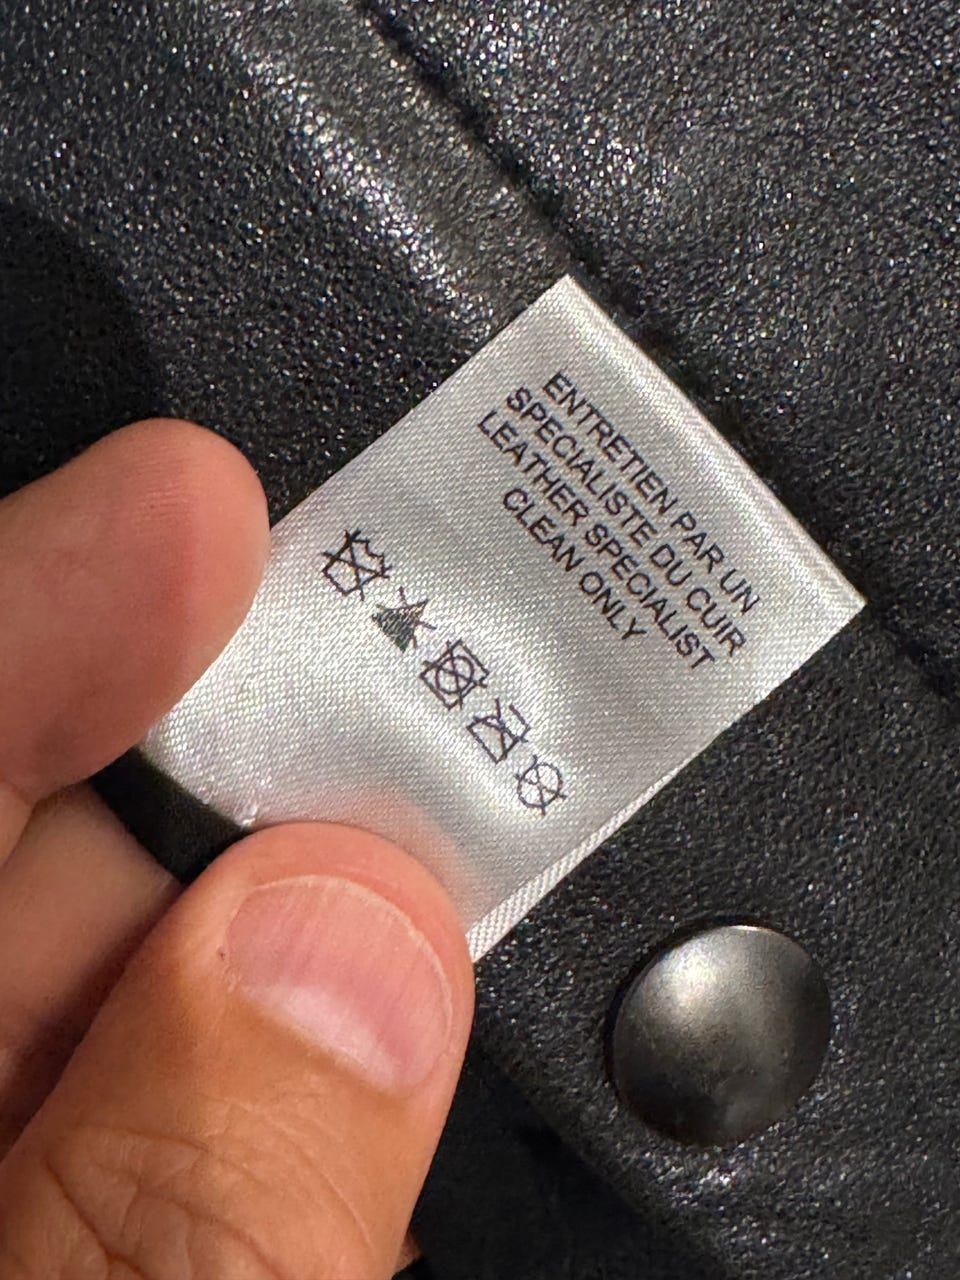 ENTRETIEN PAR UN
SPECIALISTE DU CUIR
LEATHER SPECIALIST
CLEAN ONLY